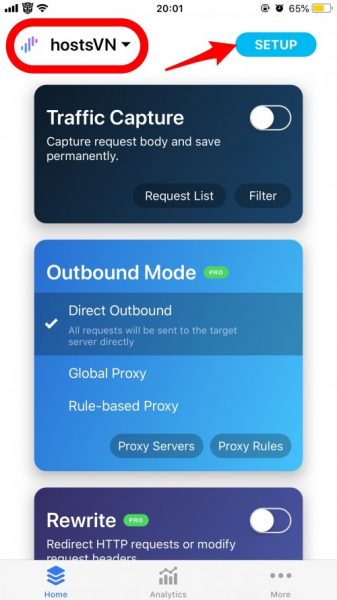 20:01
65%
hostsVN
SETUP
Traffic Capture
Capture request body and save
permanently.
Request List
Filter
Outbound Mode PRO
Direct Outbound
All requests will be sent to the target
server directly
Global Proxy
Rule-based Proxy
Proxy Servers
Proxy Rules
Rewrite PRO
Redirect HTTP requests or modify
request headers
Home
Analytics
More